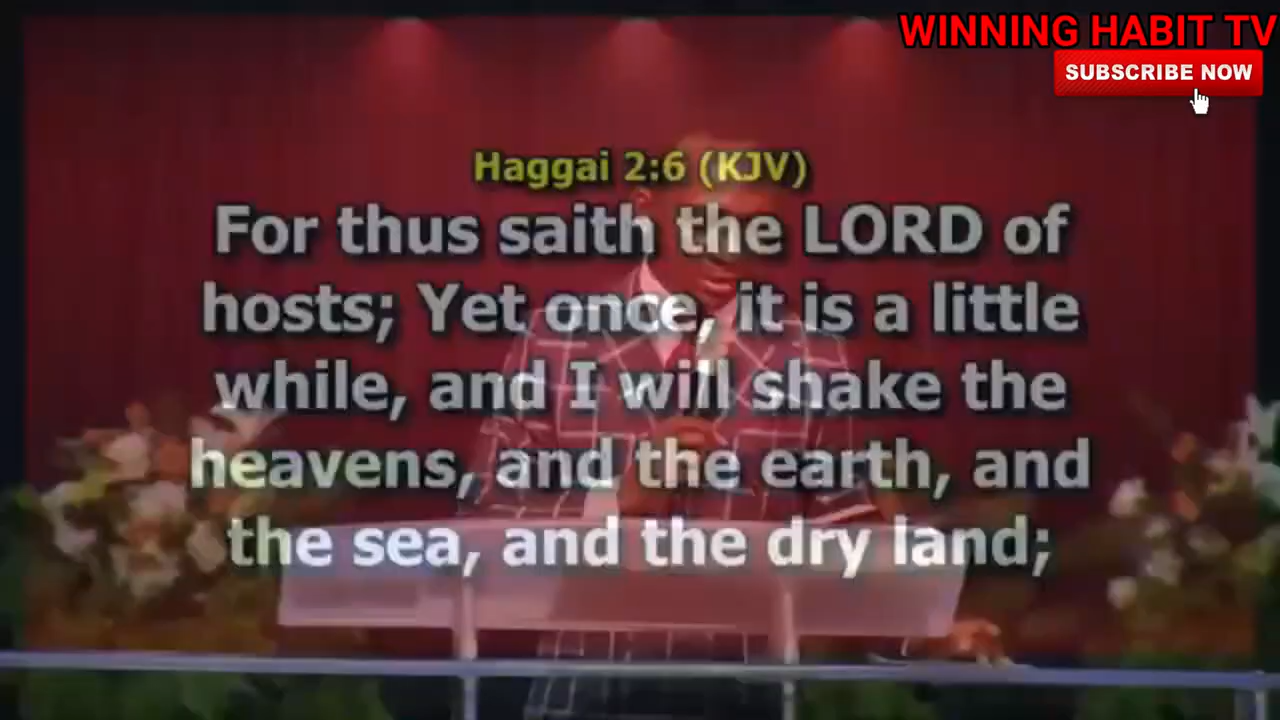 WINNING HABIT TV
SUBSCRIBE NOW
Haggai 2:6 (KJV)
For thus saith the LORD of
hosts; Yet once, it is a little
while, and I will shake the
heavens, and the earth, and
the sea, and the dry land;